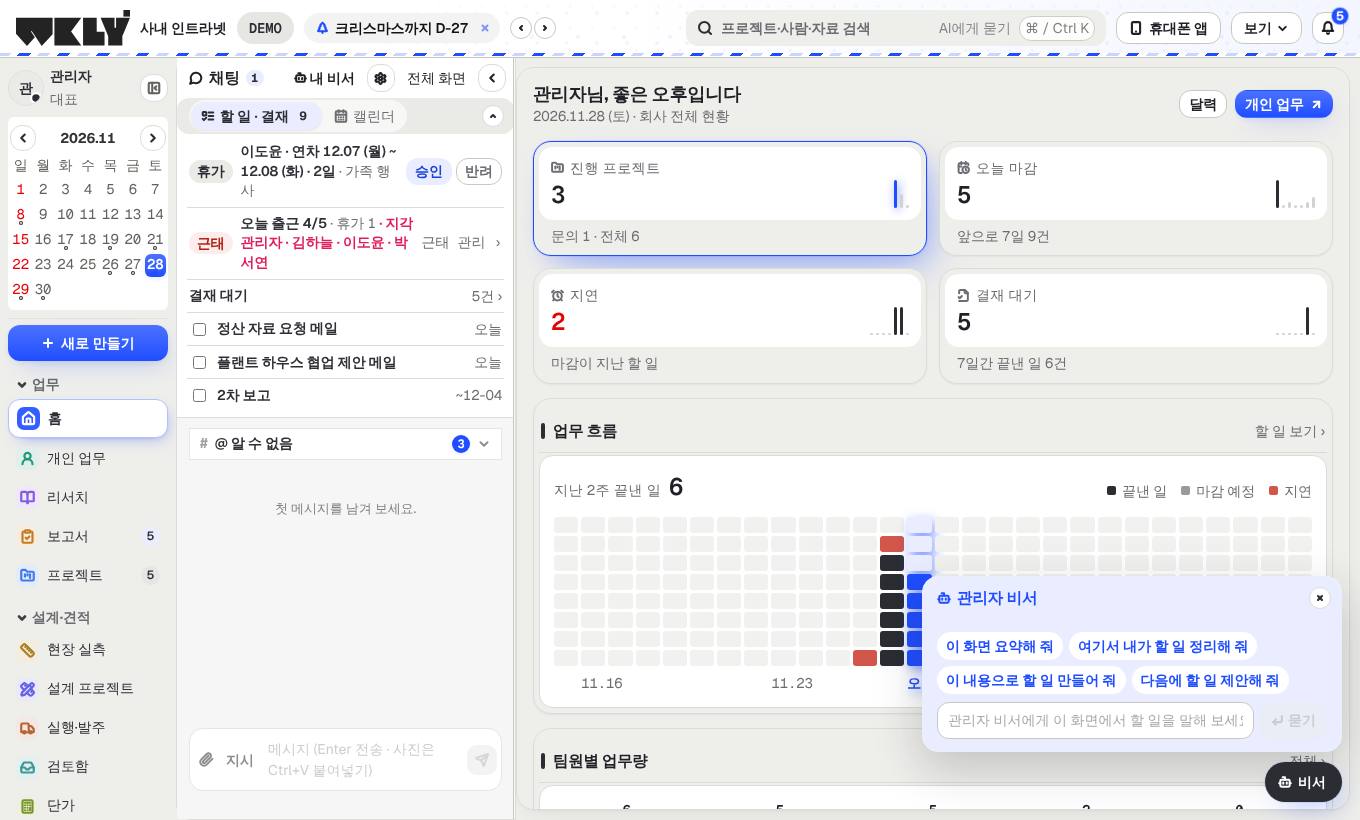 WKLY
사내 인트라넷
DEMO
크리스마스까지 D-27
프로젝트·사람·자료 검색
AI에게 묻기
⌘ / Ctrl K
휴대폰 앱
보기
5
관
관리자
대표
2026.11
일 월 화 수 목 금 토
1 2 3 4 5 6 7
8 9 10 11 12 13 14
15 16 17 18 19 20 21
22 23 24 25 26 27 28
29 30
+ 새로 만들기
업무
홈
개인 업무
리서치
보고서 5
프로젝트 5
설계·견적
현장 실측
설계 프로젝트
실행·발주
검토함
단가
채팅 1
내 비서
전체 화면
할 일 · 결재 9
캘린더
휴가
이도윤 · 연차 12.07 (월) ~
12.08 (화) · 2일 · 가족 행
사
승인
반려
근태
오늘 출근 4/5 · 휴가 1 · 지각
관리자 · 김하늘 · 이도윤 · 박
서연
근태 관리 ›
결재 대기
5건 ›
정산 자료 요청 메일
오늘
플랜트 하우스 협업 제안 메일
오늘
2차 보고
~12-04
# @ 알 수 없음
3
첫 메시지를 남겨 보세요.
지시
메시지 (Enter 전송 · 사진은
Ctrl+V 붙여넣기)
관리자님, 좋은 오후입니다
2026.11.28 (토) · 회사 전체 현황
달력
개인 업무
진행 프로젝트
3
문의 1 · 전체 6
오늘 마감
5
앞으로 7일 9건
지연
2
마감이 지난 할 일
결재 대기
5
7일간 끝낸 일 6건
업무 흐름
할 일 보기 ›
지난 2주 끝낸 일 6
끝낸 일
마감 예정
지연
11.16
11.23
관리자 비서
이 화면 요약해 줘
여기서 내가 할 일 정리해 줘
이 내용으로 할 일 만들어 줘
다음에 할 일 제안해 줘
관리자 비서에게 이 화면에서 할 일을 말해 보세요
묻기
팀원별 업무량
비서